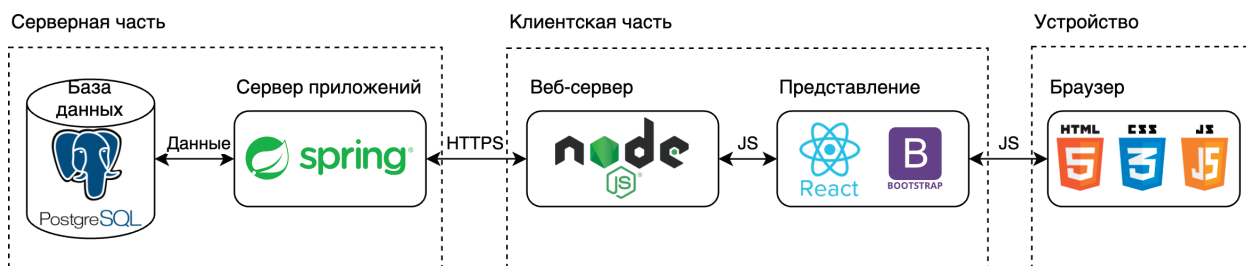 Серверная часть
Клиентская часть
Устройство
База
данных
Сервер приложений
Веб-сервер
Представление
Браузер
PostgreSQL
Данные
spring
HTTPS
node
JS
JS
React
B
BOOTSTRAP
JS
HTML
5
CSS
3
JS
JS